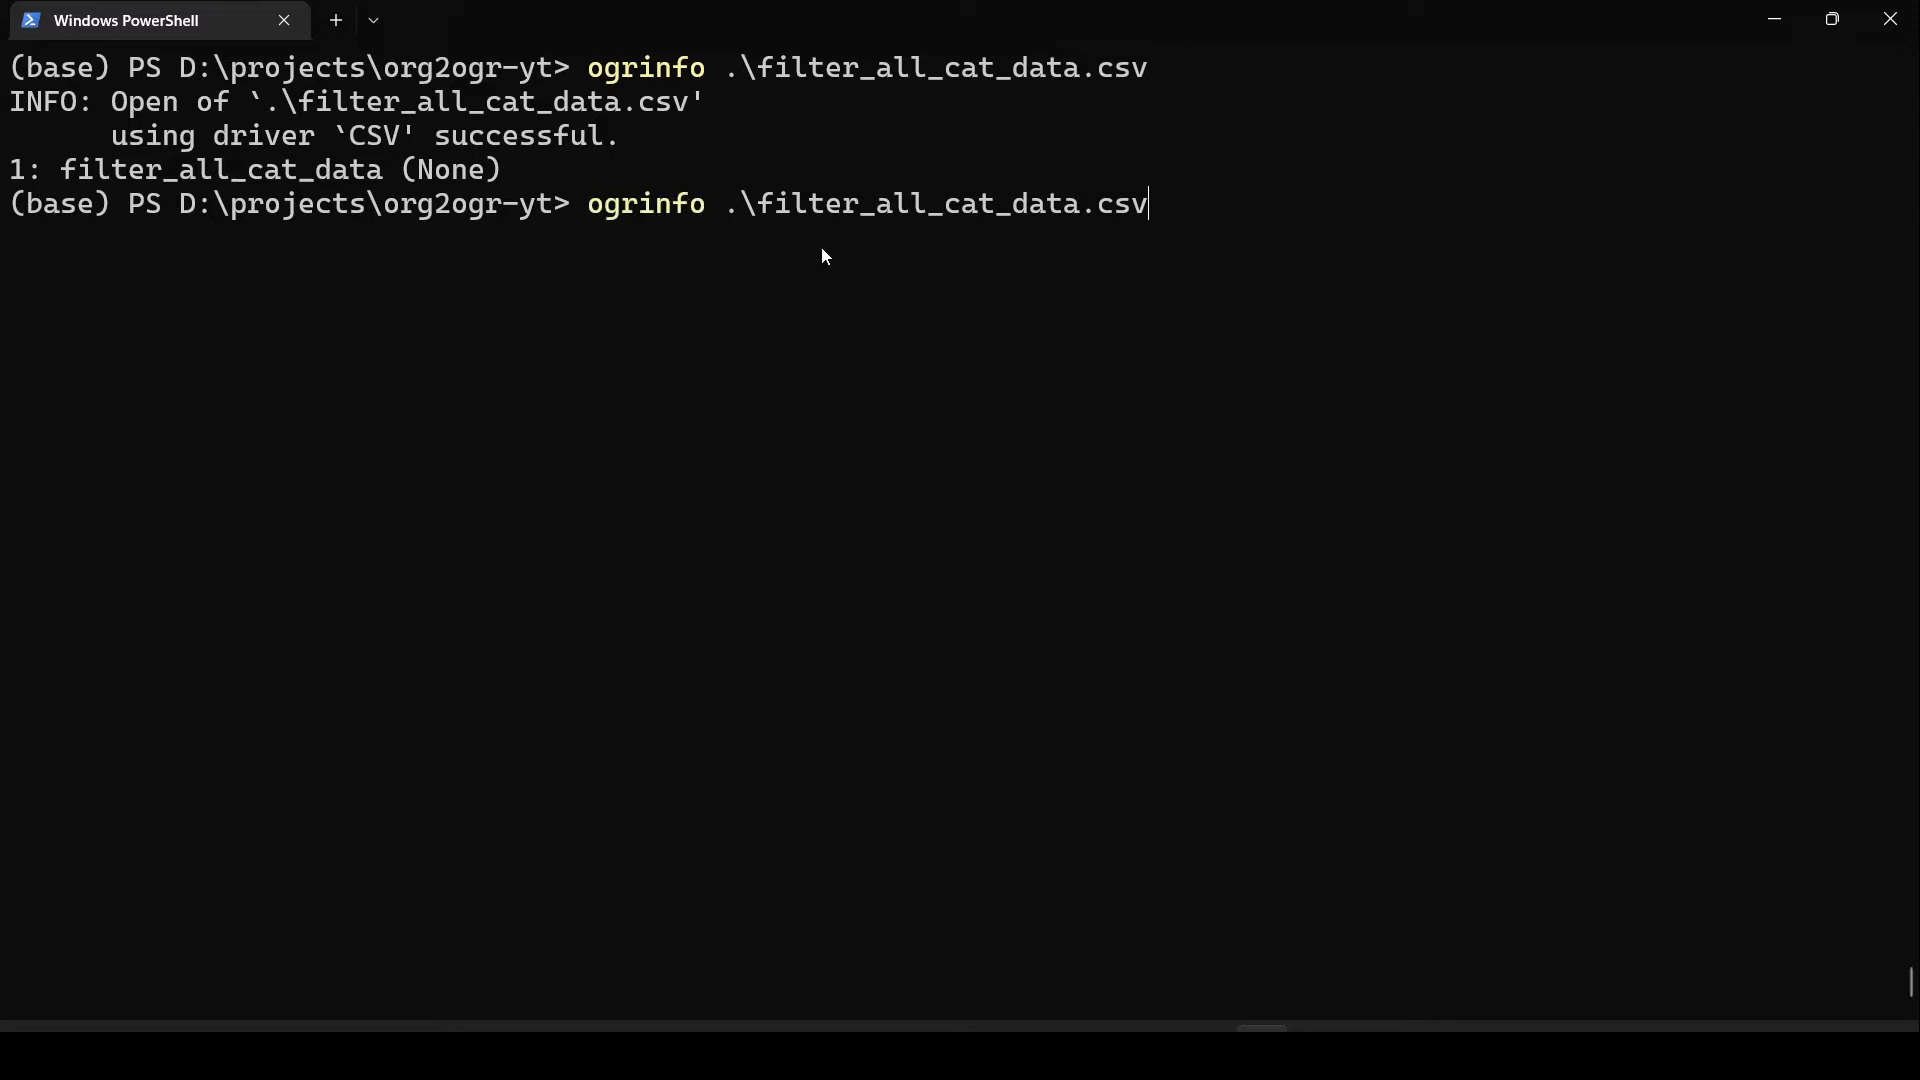 Windows PowerShell
(base) PS D:\projects\org2ogr-yt> ogrinfo .\filter_all_cat_data.csv
INFO: Open of `.\filter_all_cat_data.csv'
using driver `CSV' successful.
1: filter_all_cat_data (None)
(base) PS D:\projects\org2ogr-yt> ogrinfo .\filter_all_cat_data.csv